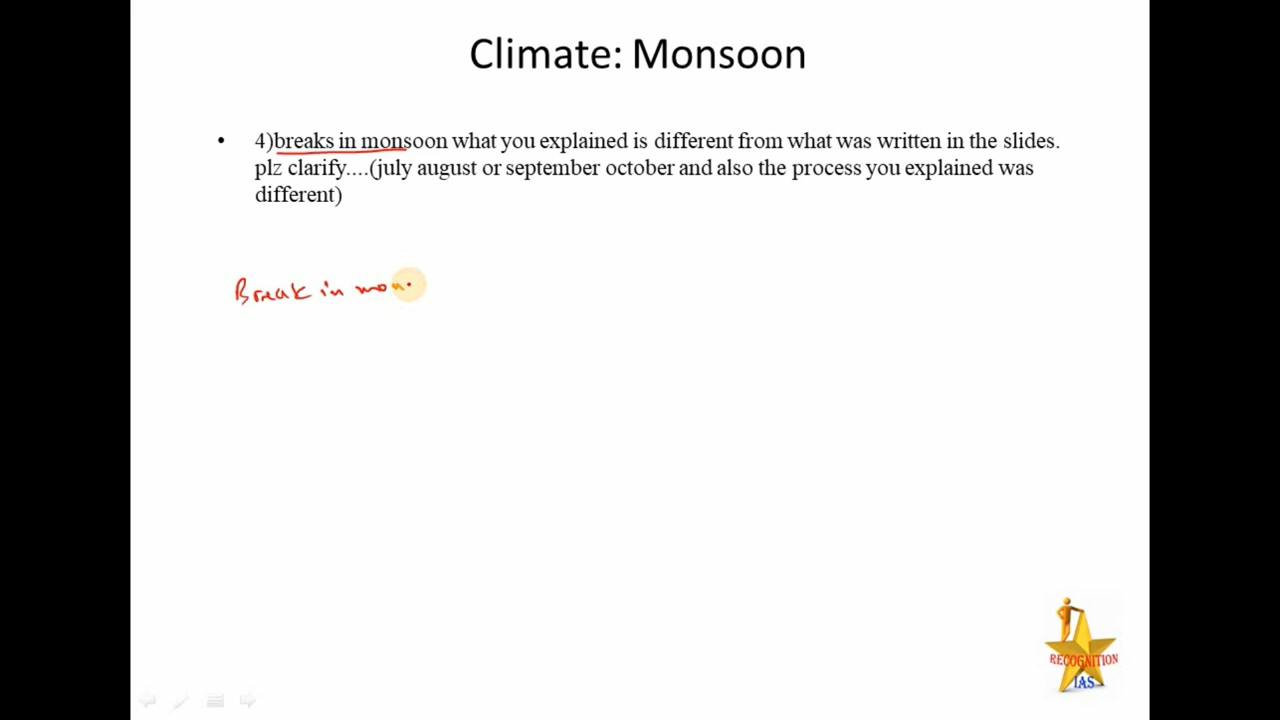 Climate: Monsoon
• 4)breaks in monsoon what you explained is different from what was written in the slides.
plz clarify....(july august or september october and also the process you explained was
different)
Break in mon
RECOGNITION
IAS